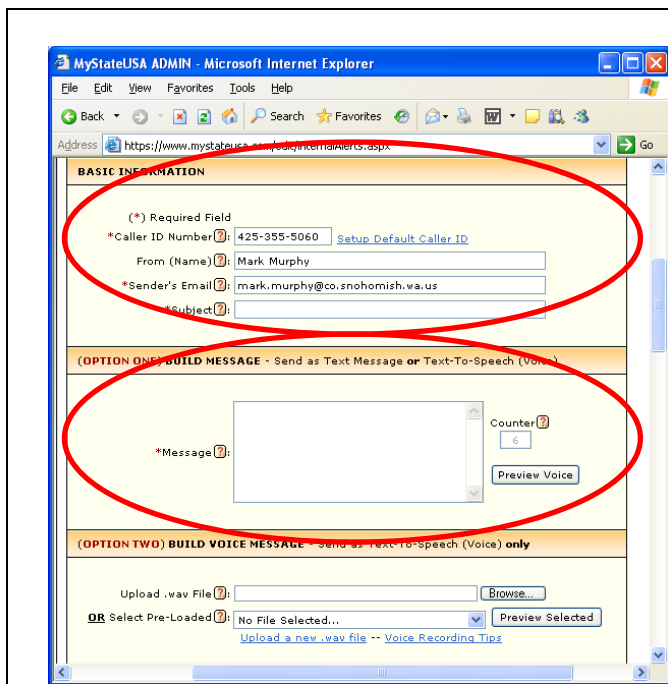 MyStateUSA ADMIN - Microsoft Internet Explorer
File Edit View Favorites Tools Help
Back Search Favorites
Address https://www.mystateusa.com/edit/InternalAlerts.aspx Go
BASIC INFORMATION
(*) Required Field
*Caller ID Number[?]: 425-355-5060 Setup Default Caller ID
From (Name)[?]: Mark Murphy
*Sender's Email[?]: mark.murphy@co.snohomish.wa.us
*Subject[?]:
(OPTION ONE) BUILD MESSAGE - Send as Text Message or Text-To-Speech (Voice)
*Message[?]:
Counter[?]
6
Preview Voice
(OPTION TWO) BUILD VOICE MESSAGE - Send as Text-To-Speech (Voice) only
Upload .wav File[?]: Browse...
OR Select Pre-Loaded[?]: No File Selected... Preview Selected
Upload a new .wav file -- Voice Recording Tips